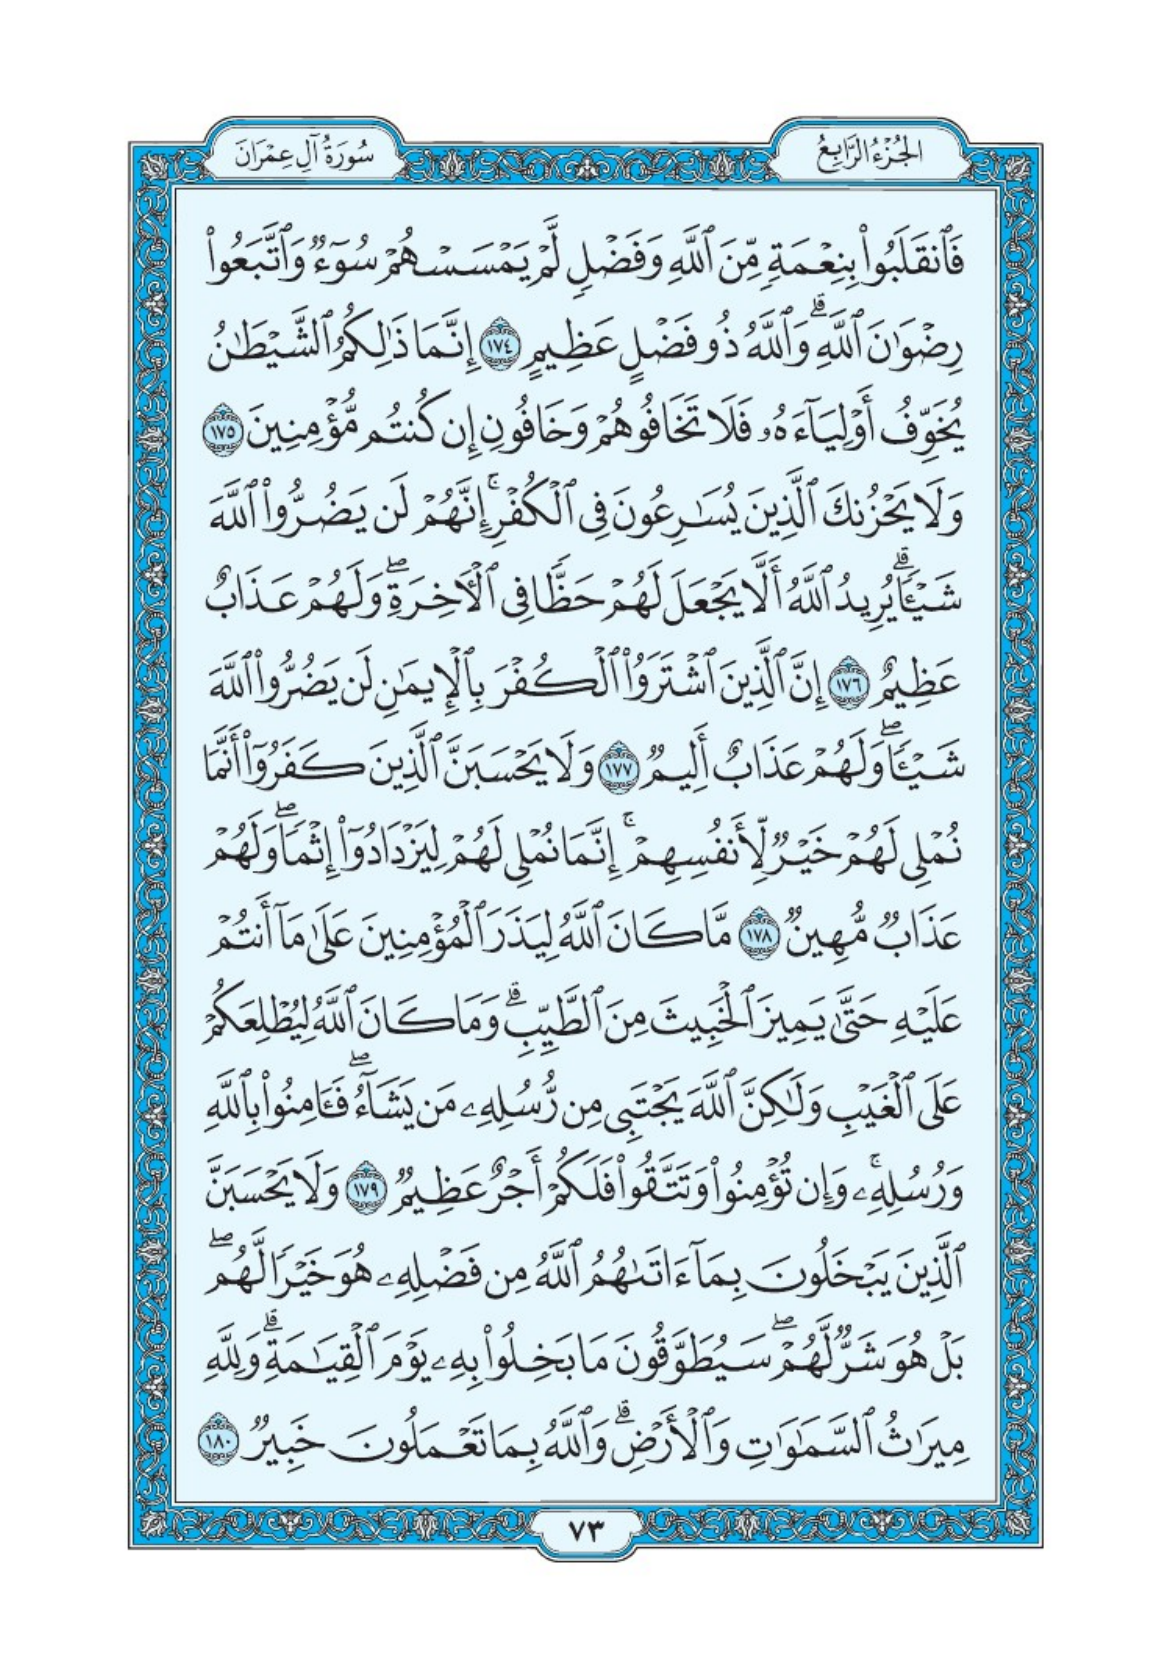 الجُزْءُ الرَّابِعُ
سُورَةُ آلِ عِمْرَانَ
فَٱنقَلَبُوا۟ بِنِعْمَةٍ مِّنَ ٱللَّهِ وَفَضْلٍ لَّمْ يَمْسَسْهُمْ سُوٓءٌ وَٱتَّبَعُوا۟
رِضْوَٰنَ ٱللَّهِ ۗ وَٱللَّهُ ذُو فَضْلٍ عَظِيمٍ ١٧٤ إِنَّمَا ذَٰلِكُمُ ٱلشَّيْطَٰنُ
يُخَوِّفُ أَوْلِيَآءَهُۥ فَلَا تَخَافُوهُمْ وَخَافُونِ إِن كُنتُم مُّؤْمِنِينَ ١٧٥
وَلَا يَحْزُنكَ ٱلَّذِينَ يُسَٰرِعُونَ فِى ٱلْكُفْرِ ۚ إِنَّهُمْ لَن يَضُرُّوا۟ ٱللَّهَ
شَيْـًٔا ۗ يُرِيدُ ٱللَّهُ أَلَّا يَجْعَلَ لَهُمْ حَظًّا فِى ٱلْـَٔاخِرَةِ ۖ وَلَهُمْ عَذَابٌ
عَظِيمٌ ١٧٦ إِنَّ ٱلَّذِينَ ٱشْتَرَوُا۟ ٱلْكُفْرَ بِٱلْإِيمَٰنِ لَن يَضُرُّوا۟ ٱللَّهَ
شَيْـًٔا ۖ وَلَهُمْ عَذَابٌ أَلِيمٌ ١٧٧ وَلَا يَحْسَبَنَّ ٱلَّذِينَ كَفَرُوٓا۟ أَنَّمَا
نُمْلِى لَهُمْ خَيْرٌ لِّأَنفُسِهِمْ ۚ إِنَّمَا نُمْلِى لَهُمْ لِيَزْدَادُوٓا۟ إِثْمًا ۖ وَلَهُمْ
عَذَابٌ مُّهِينٌ ١٧٨ مَّا كَانَ ٱللَّهُ لِيَذَرَ ٱلْمُؤْمِنِينَ عَلَىٰ مَآ أَنتُمْ
عَلَيْهِ حَتَّىٰ يَمِيزَ ٱلْخَبِيثَ مِنَ ٱلطَّيِّبِ ۗ وَمَا كَانَ ٱللَّهُ لِيُطْلِعَكُمْ
عَلَى ٱلْغَيْبِ وَلَٰكِنَّ ٱللَّهَ يَجْتَبِى مِن رُّسُلِهِۦ مَن يَشَآءُ ۖ فَـَٔامِنُوا۟ بِٱللَّهِ
وَرُسُلِهِۦ ۚ وَإِن تُؤْمِنُوا۟ وَتَتَّقُوا۟ فَلَكُمْ أَجْرٌ عَظِيمٌ ١٧٩ وَلَا يَحْسَبَنَّ
ٱلَّذِينَ يَبْخَلُونَ بِمَآ ءَاتَىٰهُمُ ٱللَّهُ مِن فَضْلِهِۦ هُوَ خَيْرًا لَّهُم ۖ
بَلْ هُوَ شَرٌّ لَّهُمْ ۖ سَيُطَوَّقُونَ مَا بَخِلُوا۟ بِهِۦ يَوْمَ ٱلْقِيَٰمَةِ ۗ وَلِلَّهِ
مِيرَٰثُ ٱلسَّمَٰوَٰتِ وَٱلْأَرْضِ ۗ وَٱللَّهُ بِمَا تَعْمَلُونَ خَبِيرٌ ١٨٠
٧٣